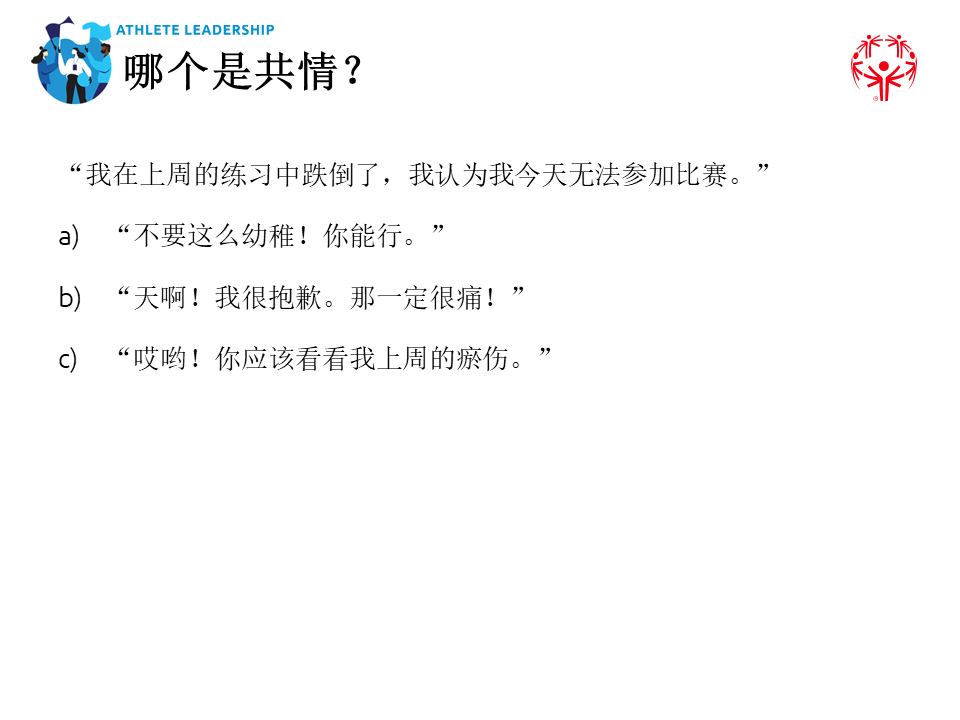 ATHLETE LEADERSHIP
哪个是共情？
“我在上周的练习中跌倒了，我认为我今天无法参加比赛。”
a) “不要这么幼稚！你能行。”
b) “天啊！我很抱歉。那一定很痛！”
c) “哎哟！你应该看看我上周的瘀伤。”